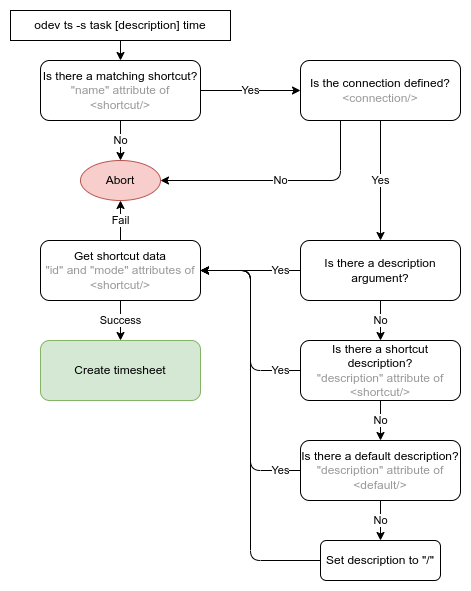 odev ts -s task [description] time
Is there a matching shortcut?
"name" attribute of
<shortcut/>
Yes
Is the connection defined?
<connection/>
No
Abort
No
Yes
Fail
Get shortcut data
"id" and "mode" attributes of
<shortcut/>
Yes
Is there a description
argument?
Success
No
Create timesheet
Yes
Is there a shortcut
description?
"description" attribute of
<shortcut/>
No
Yes
Is there a default description?
"description" attribute of
<default/>
No
Set description to "/"